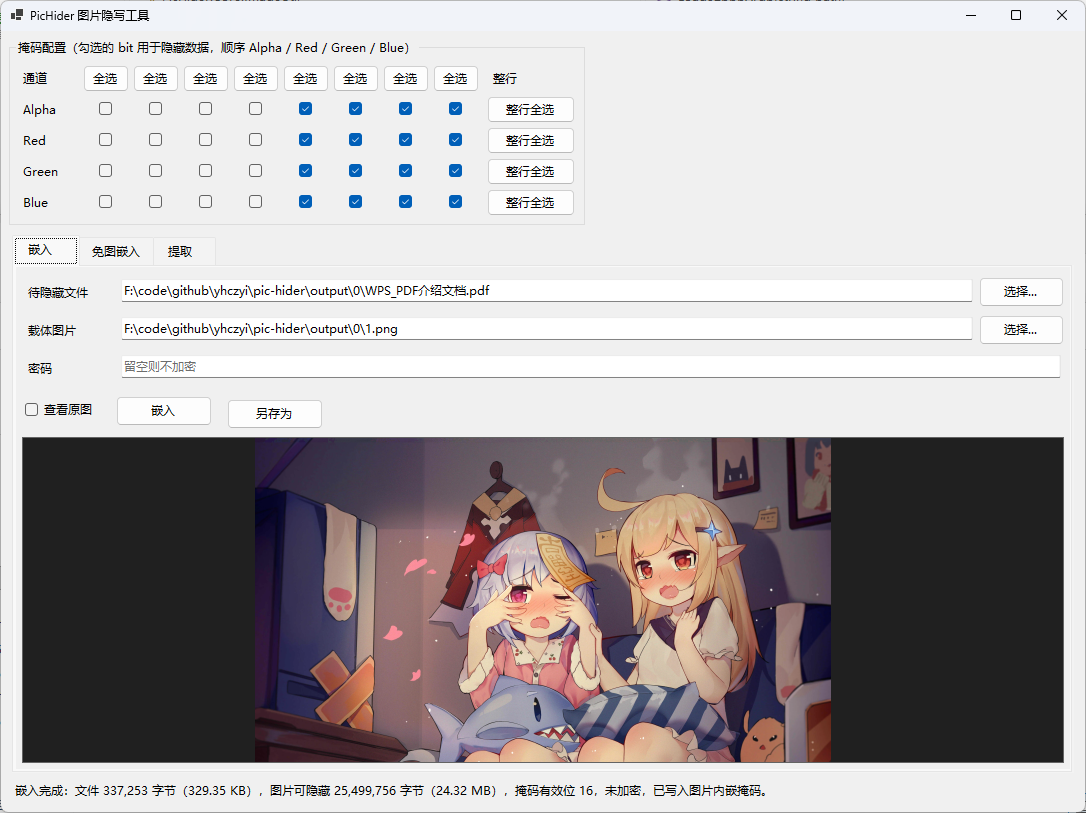 PicHider 图片隐写工具
掩码配置（勾选的 bit 用于隐藏数据，顺序 Alpha / Red / Green / Blue）
通道 全选 全选 全选 全选 全选 全选 全选 全选 整行
Alpha 整行全选
Red 整行全选
Green 整行全选
Blue 整行全选
嵌入 免图嵌入 提取
待隐藏文件 F:\code\github\yhczyi\pic-hider\output\0\WPS_PDF介绍文档.pdf 选择...
载体图片 F:\code\github\yhczyi\pic-hider\output\0\1.png 选择...
密码 留空则不加密
查看原图 嵌入 另存为
嵌入完成：文件 337,253 字节（329.35 KB），图片可隐藏 25,499,756 字节（24.32 MB），掩码有效位 16，未加密，已写入图片内嵌掩码。